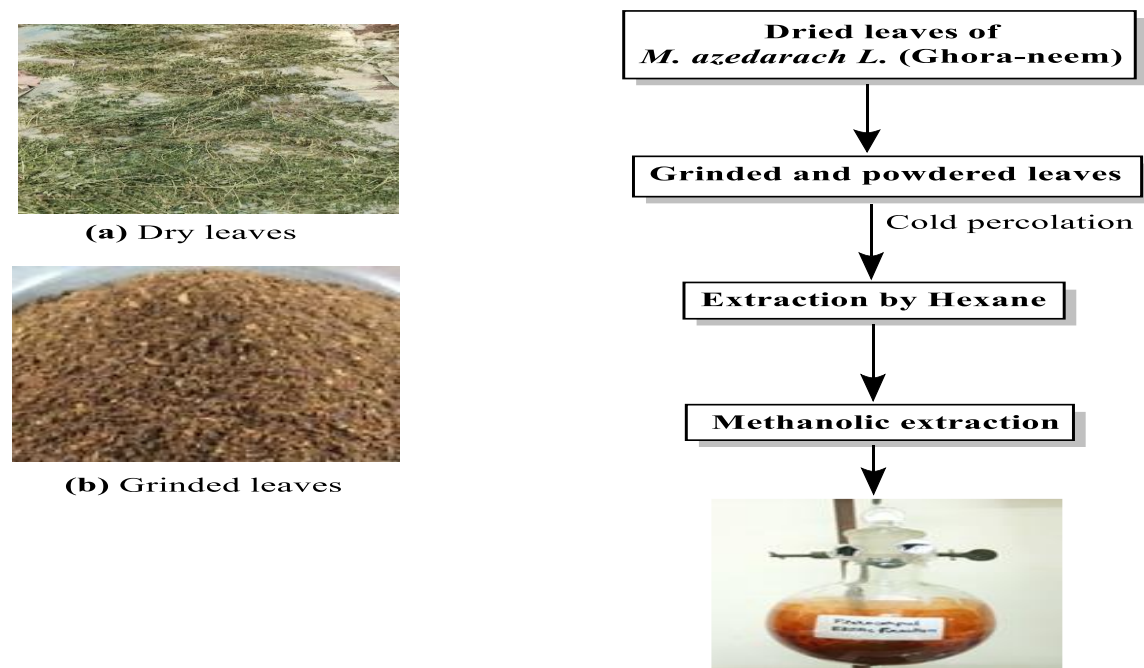 (a) Dry leaves
(b) Grinded leaves
Dried leaves of
M. azedarach L. (Ghora-neem)
Grinded and powdered leaves
Cold percolation
Extraction by Hexane
Methanolic extraction